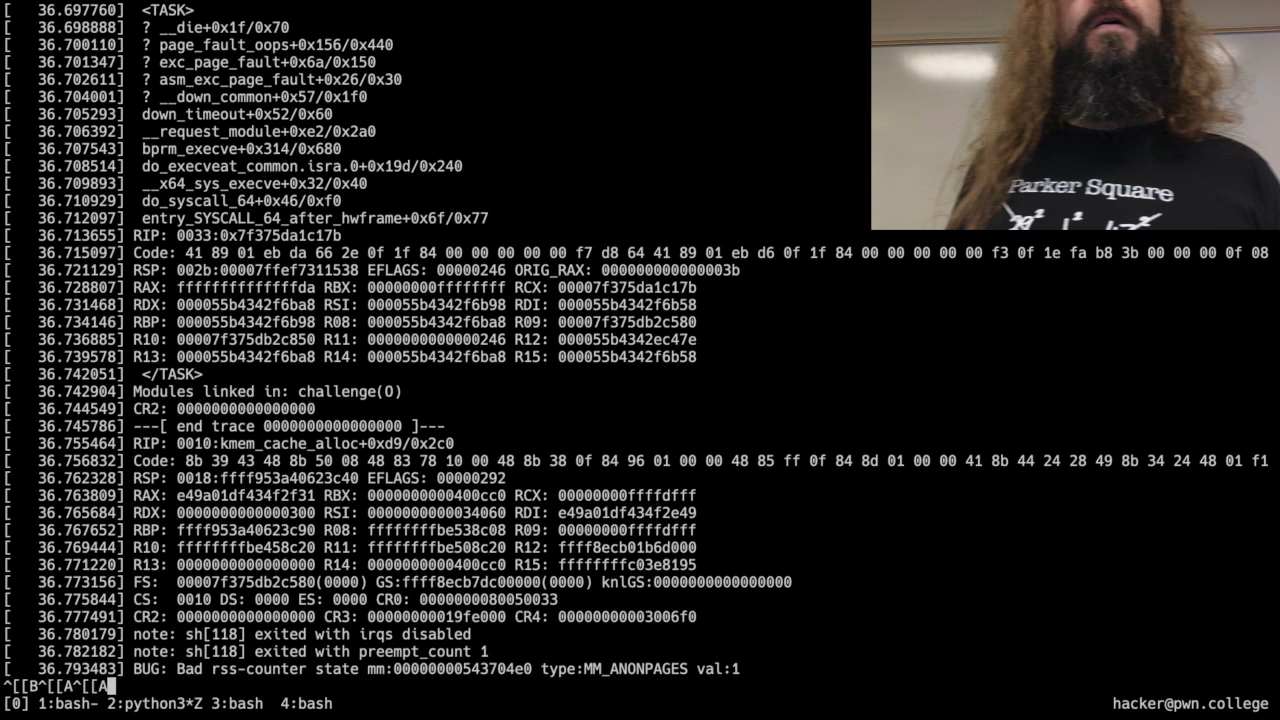 [   36.697760]  <TASK>
[   36.698888]  ? __die+0x1f/0x70
[   36.700110]  ? page_fault_oops+0x156/0x440
[   36.701347]  ? exc_page_fault+0x6a/0x150
[   36.702611]  ? asm_exc_page_fault+0x26/0x30
[   36.704001]  ? __down_common+0x57/0x1f0
[   36.705293]  down_timeout+0x52/0x60
[   36.706392]  __request_module+0xe2/0x2a0
[   36.707543]  bprm_execve+0x314/0x680
[   36.708514]  do_execveat_common.isra.0+0x19d/0x240
[   36.709893]  __x64_sys_execve+0x32/0x40
[   36.710929]  do_syscall_64+0x46/0xf0
[   36.712097]  entry_SYSCALL_64_after_hwframe+0x6f/0x77
[   36.713655] RIP: 0033:0x7f375da1c17b
[   36.715097] Code: 41 89 01 eb da 66 2e 0f 1f 84 00 00 00 00 00 f7 d8 64 41 89 01 eb d6 0f 1f 84 00 00 00 00 00 f3 0f 1e fa b8 3b 00 00 00 0f 08
[   36.721129] RSP: 002b:00007ffef7311538 EFLAGS: 00000246 ORIG_RAX: 000000000000003b
[   36.728807] RAX: ffffffffffffffda RBX: 00000000ffffffff RCX: 00007f375da1c17b
[   36.731468] RDX: 000055b4342f6ba8 RSI: 000055b4342f6b98 RDI: 000055b4342f6b58
[   36.734146] RBP: 000055b4342f6b98 R08: 000055b4342f6ba8 R09: 00007f375db2c580
[   36.736885] R10: 00007f375db2c850 R11: 0000000000000246 R12: 000055b4342ec47e
[   36.739578] R13: 000055b4342f6ba8 R14: 000055b4342f6ba8 R15: 000055b4342f6b58
[   36.742051]  </TASK>
[   36.742904] Modules linked in: challenge(O)
[   36.744549] CR2: 0000000000000000
[   36.745786] ---[ end trace 0000000000000000 ]---
[   36.755464] RIP: 0010:kmem_cache_alloc+0xd9/0x2c0
[   36.756832] Code: 8b 39 43 48 8b 50 08 48 83 78 10 00 48 8b 38 0f 84 96 01 00 00 48 85 ff 0f 84 8d 01 00 00 41 8b 44 24 28 49 8b 34 24 48 01 f1
[   36.762328] RSP: 0018:ffff953a40623c40 EFLAGS: 00000292
[   36.763809] RAX: e49a01df434f2f31 RBX: 0000000000400cc0 RCX: 00000000ffffdfff
[   36.765684] RDX: 0000000000000300 RSI: 0000000000034060 RDI: e49a01df434f2e49
[   36.767652] RBP: ffff953a40623c90 R08: ffffffffbe538c08 R09: 00000000ffffdfff
[   36.769444] R10: ffffffffbe458c20 R11: ffffffffbe508c20 R12: ffff8ecb01b6d000
[   36.771220] R13: 0000000000000000 R14: 0000000000400cc0 R15: ffffffffc03e8195
[   36.773156] FS:  00007f375db2c580(0000) GS:ffff8ecb7dc00000(0000) knlGS:0000000000000000
[   36.775844] CS:  0010 DS: 0000 ES: 0000 CR0: 0000000080050033
[   36.777491] CR2: 0000000000000000 CR3: 00000000019fe000 CR4: 00000000003006f0
[   36.780179] note: sh[118] exited with irqs disabled
[   36.782182] note: sh[118] exited with preempt_count 1
[   36.793483] BUG: Bad rss-counter state mm:00000000543704e0 type:MM_ANONPAGES val:1
^[[B^[[A^[[A
[0] 1:bash- 2:python3*Z 3:bash  4:bash hacker@pwn.college
Parker Square